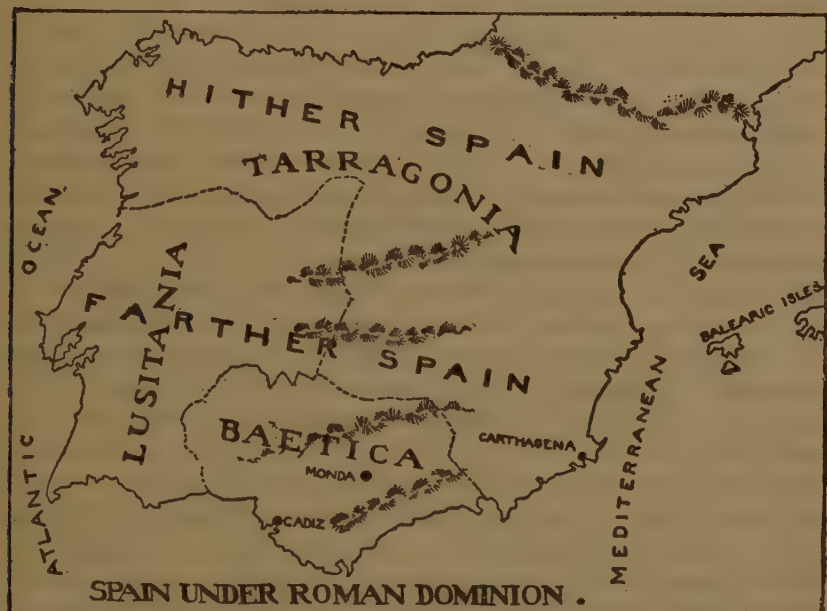 HITHER SPAIN
TARRAGONIA
OCEAN
SEA
BALEARIC ISLES
LUSITANIA
FARTHER SPAIN
BAETICA
CARTHAGENA
MONDA
CADIZ
ATLANTIC
MEDITERRANEAN
SPAIN UNDER ROMAN DOMINION.